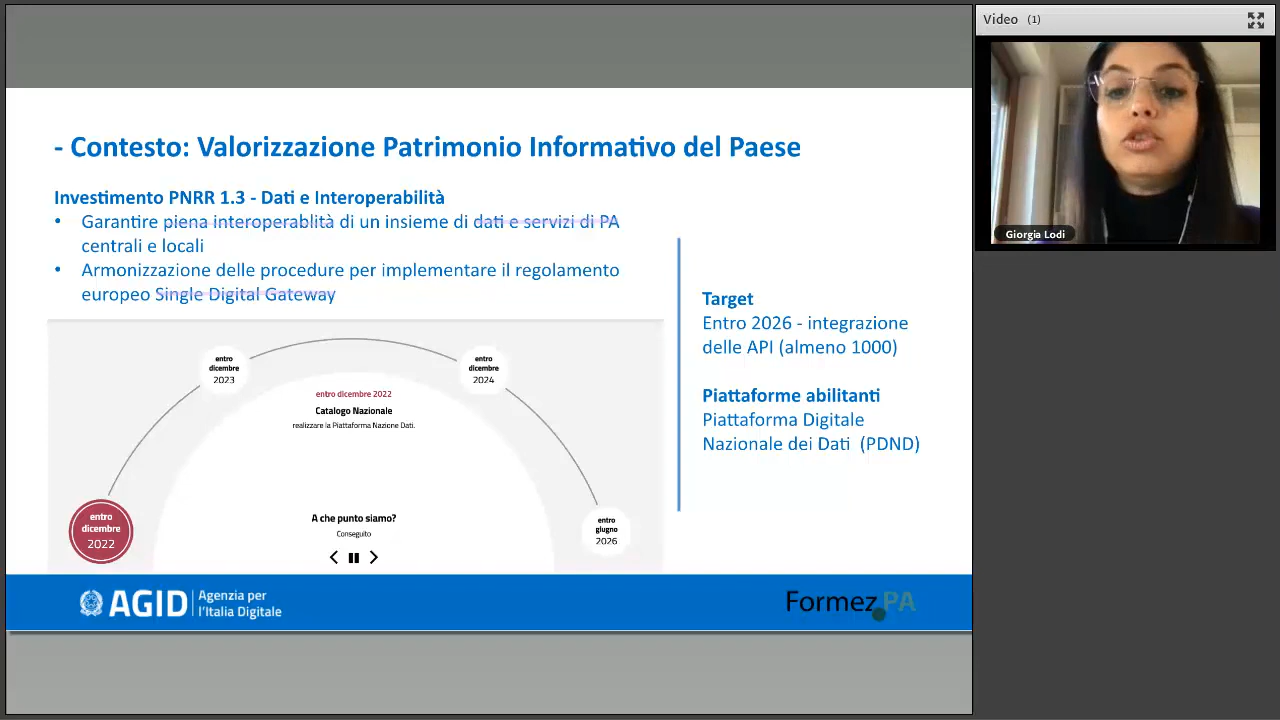 Video (1)
Giorgia Lodi
- Contesto: Valorizzazione Patrimonio Informativo del Paese
Investimento PNRR 1.3 - Dati e Interoperabilità
• Garantire piena interoperablità di un insieme di dati e servizi di PA
centrali e locali
• Armonizzazione delle procedure per implementare il regolamento
europeo Single Digital Gateway
entro
dicembre
2023
entro
dicembre
2024
entro dicembre 2022
Catalogo Nazionale
realizzare la Piattaforma Nazione Dati.
entro
dicembre
2022
A che punto siamo?
Conseguito
entro
giugno
2026
Target
Entro 2026 - integrazione
delle API (almeno 1000)
Piattaforme abilitanti
Piattaforma Digitale
Nazionale dei Dati (PDND)
AGID
Agenzia per
l'Italia Digitale
Formez PA